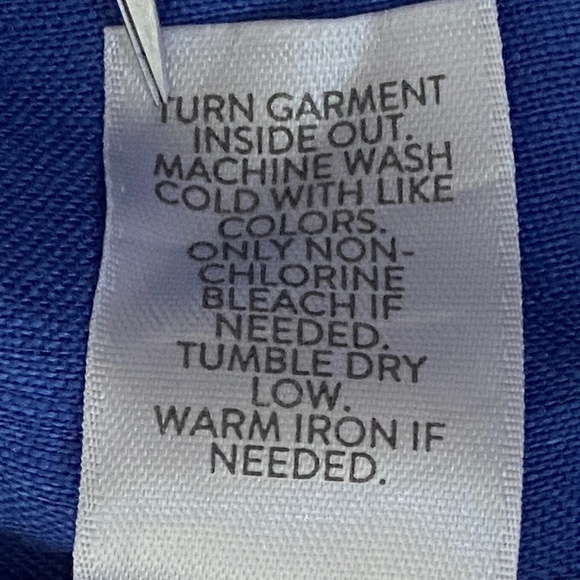 TURN GARMENT
INSIDE OUT.
MACHINE WASH
COLD WITH LIKE
COLORS.
ONLY NON-
CHLORINE
BLEACH IF
NEEDED.
TUMBLE DRY
LOW.
WARM IRON IF
NEEDED.